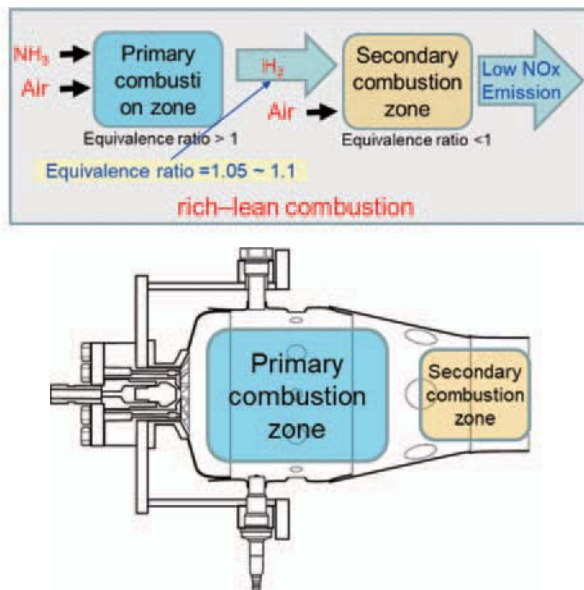 NH3
Air
Primary
combusti
on zone
Equivalence ratio > 1
iH2
Air
Secondary
combustion
zone
Equivalence ratio <1
Low NOx
Emission
Equivalence ratio =1.05 ~ 1.1
rich–lean combustion
Primary
combustion
zone
Secondary
combustion
zone